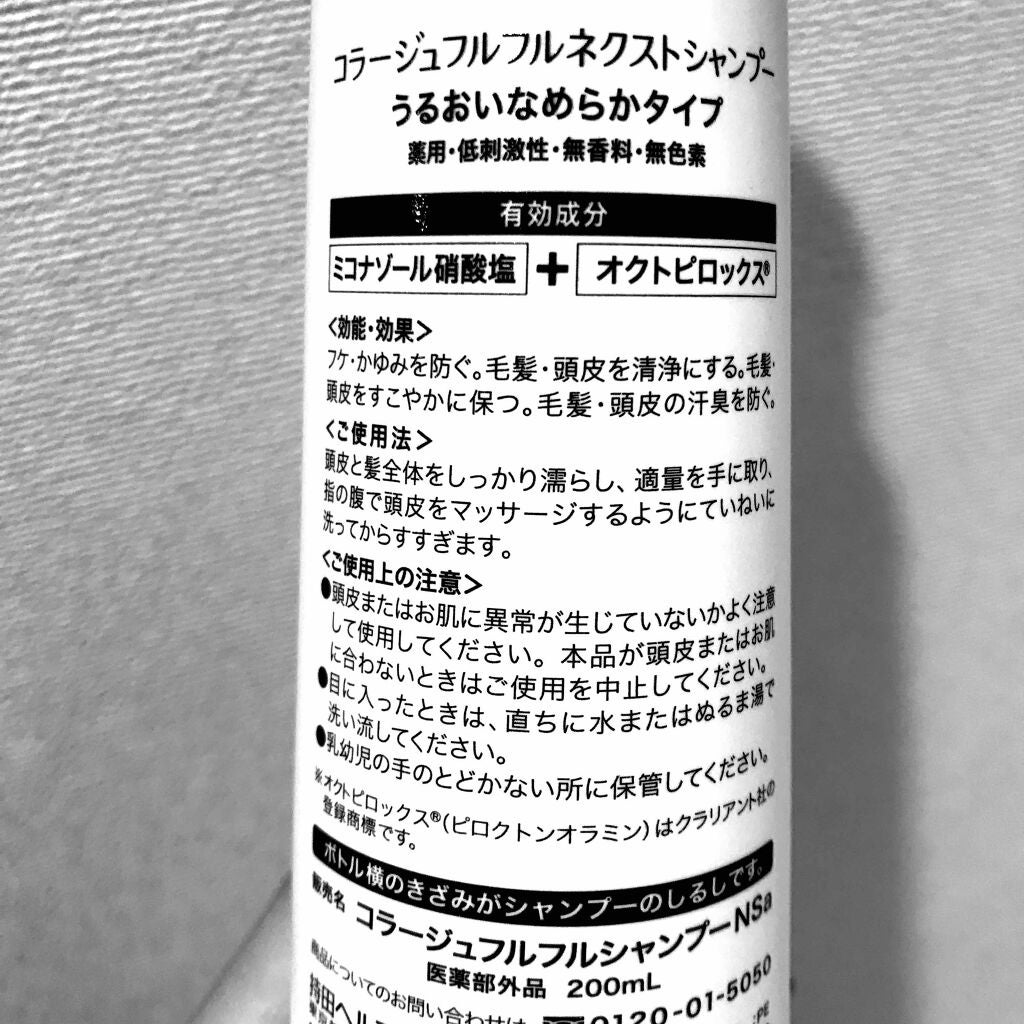 コラージュフルフルネクストシャンプー
うるおいなめらかタイプ
薬用・低刺激性・無香料・無色素
有効成分
ミコナゾール硝酸塩 + オクトピロックス®
<効能・効果>
フケ・かゆみを防ぐ。毛髪・頭皮を清浄にする。毛髪・
頭皮をすこやかに保つ。毛髪・頭皮の汗臭を防ぐ。
<ご使用法>
頭皮と髪全体をしっかり濡らし、適量を手に取り、
指の腹で頭皮をマッサージするようにていねいに
洗ってからすすぎます。
<ご使用上の注意>
●頭皮またはお肌に異常が生じていないかよく注意
して使用してください。本品が頭皮またはお肌
に合わないときはご使用を中止してください。
●目に入ったときは、直ちに水またはぬるま湯で
洗い流してください。
●乳幼児の手のとどかない所に保管してください。
※オクトピロックス®(ピロクトンオラミン)はクラリアント社の
登録商標です。
ボトル横のきざみがシャンプーのしるしです。
販売名 コラージュフルフルシャンプーNSa
医薬部外品 200mL
商品についてのお問い合わせは 0120-01-5050
持田ヘル